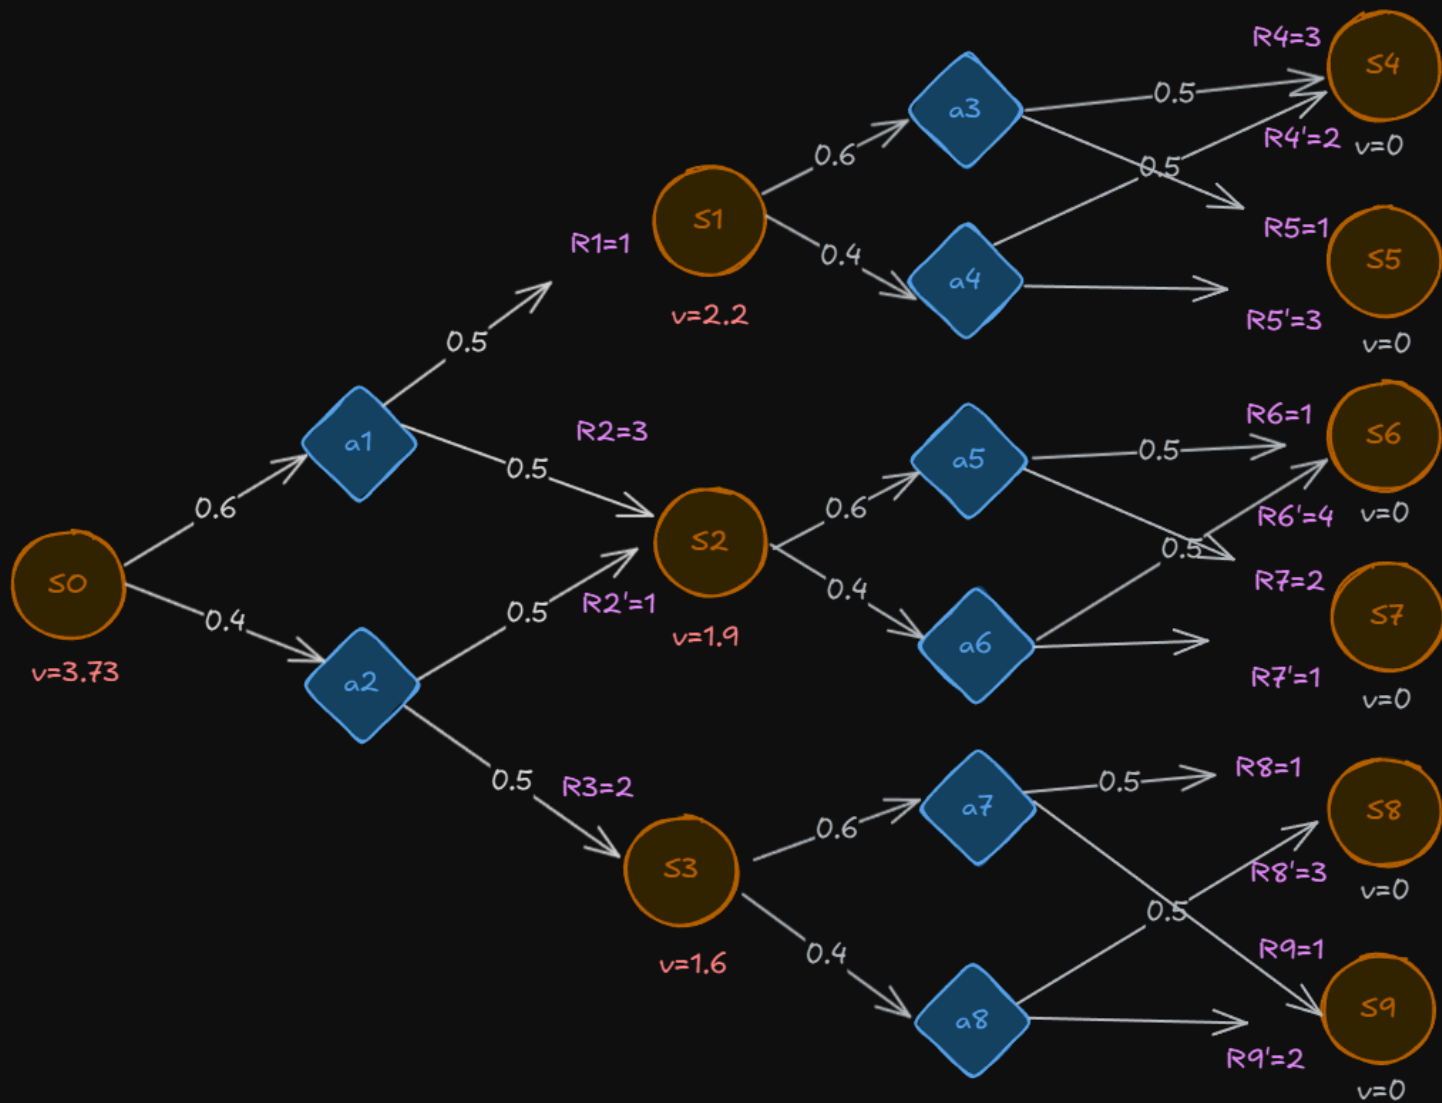 R4=3
S4
a3
0.5
0.6
R4'=2
v=0
0.5
S1
R1=1
R5=1
S5
0.4
a4
v=2.2
R5'=3
v=0
0.5
a1
R2=3
R6=1
S6
0.5
a5
0.5
0.6
0.6
R6'=4
v=0
S2
0.5
S0
R2'=1
R7=2
S7
0.4
0.5
0.4
v=1.9
a6
v=3.73
a2
R7'=1
v=0
0.5
R3=2
R8=1
0.5
a7
S8
0.6
S3
R8'=3
v=0
0.5
v=1.6
0.4
R9=1
S9
a8
R9'=2
v=0